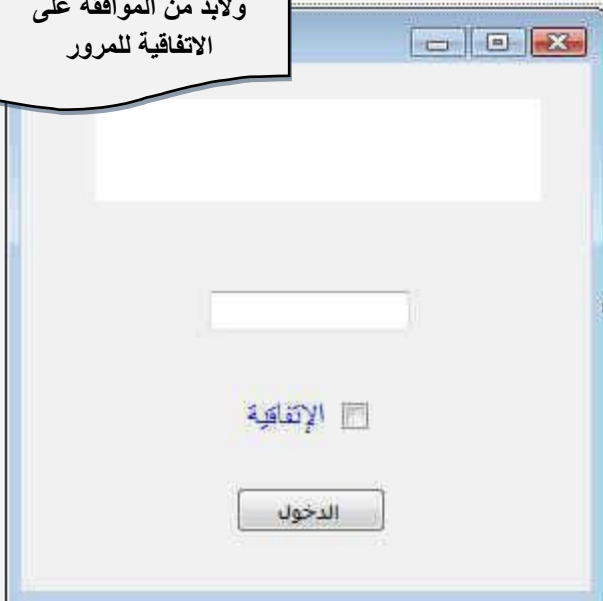 ولابد من الموافقة على
الاتفاقية للمرور
الإتفاقية
الدخول